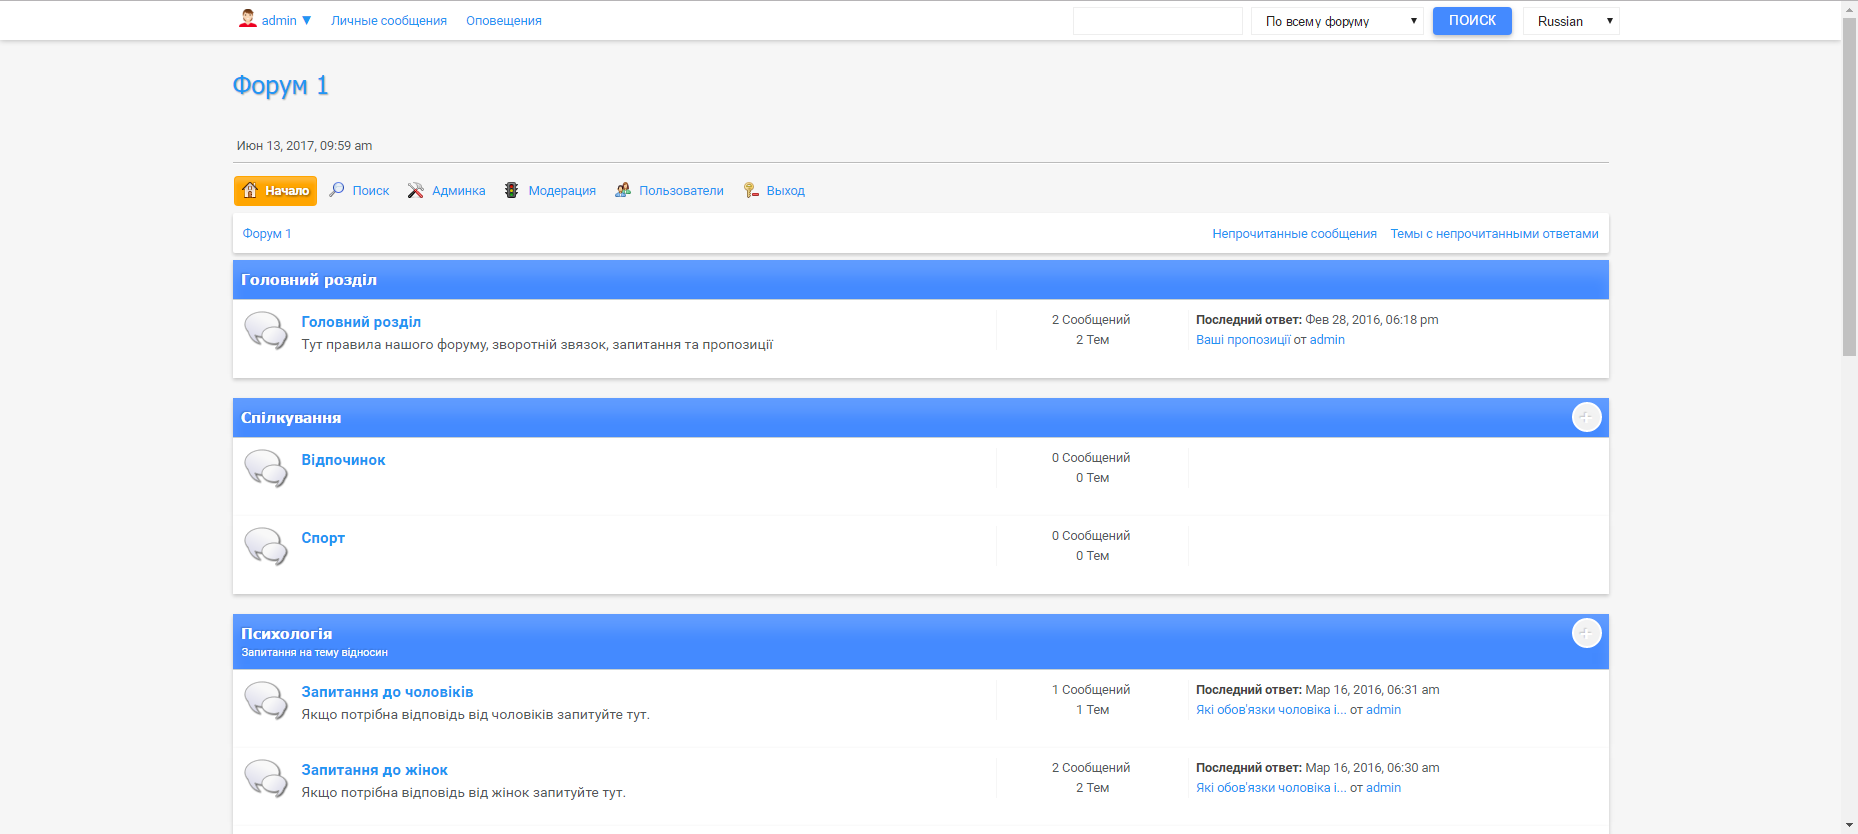 admin ▼ Личные сообщения Оповещения По всему форуму ▼ ПОИСК Russian ▼
Форум 1
Июн 13, 2017, 09:59 am
Начало Поиск Админка Модерация Пользователи Выход
Форум 1 Непрочитанные сообщения Темы с непрочитанными ответами
Головний розділ
Головний розділ 2 Сообщений Последний ответ: Фев 28, 2016, 06:18 pm
Тут правила нашого форуму, зворотній звязок, запитання та пропозиції 2 Тем Ваші пропозиції от admin
Спілкування +
Відпочинок 0 Сообщений
0 Тем
Спорт 0 Сообщений
0 Тем
Психологія +
Запитання на тему відносин
Запитання до чоловіків 1 Сообщений Последний ответ: Мар 16, 2016, 06:31 am
Якщо потрібна відповідь від чоловіків запитуйте тут. 1 Тем Які обов'язки чоловіка і... от admin
Запитання до жінок 2 Сообщений Последний ответ: Мар 16, 2016, 06:30 am
Якщо потрібна відповідь від жінок запитуйте тут. 2 Тем Які обов'язки чоловіка і... от admin